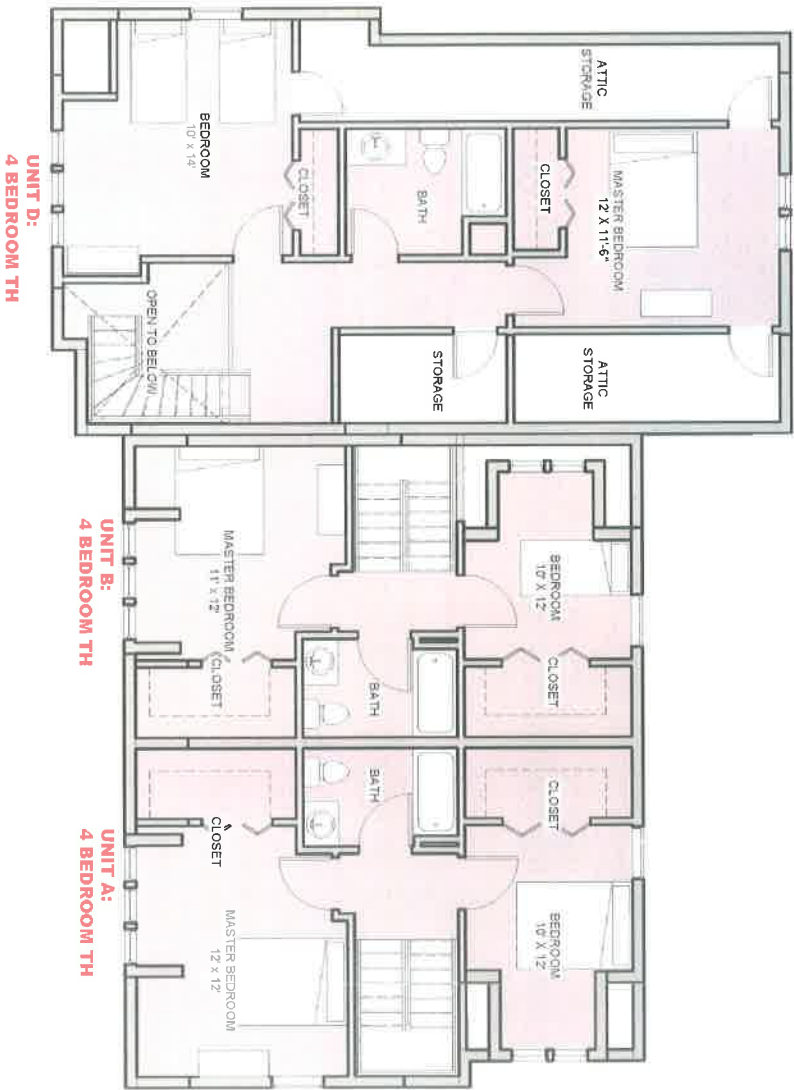 ATTIC
STORAGE
BEDROOM
10' x 14'
CLOSET
BATH
CLOSET
MASTER BEDROOM
12' X 11'-6"
OPEN TO BELOW
STORAGE
ATTIC
STORAGE
UNIT D:
4 BEDROOM TH
MASTER BEDROOM
11' x 12'
CLOSET
BATH
BEDROOM
10' X 12'
CLOSET
UNIT B:
4 BEDROOM TH
CLOSET
BATH
CLOSET
MASTER BEDROOM
12' x 12'
BEDROOM
10' X 12'
UNIT A:
4 BEDROOM TH